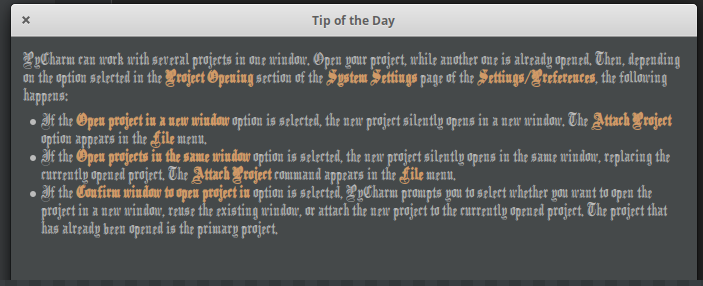 Tip of the Day
PyCharm can work with several projects in one window. Open your project, while another one is already opened. Then, depending
on the option selected in the Project Opening section of the System Settings page of the Settings/Preferences, the following
happens:
• If the Open project in a new window option is selected, the new project silently opens in a new window. The Attach Project
option appears in the File menu.
• If the Open projects in the same window option is selected, the new project silently opens in the same window, replacing the
currently opened project. The Attach Project command appears in the File menu.
• If the Confirm window to open project in option is selected, PyCharm prompts you to select whether you want to open the
project in a new window, reuse the existing window, or attach the new project to the currently opened project. The project that
has already been opened is the primary project.